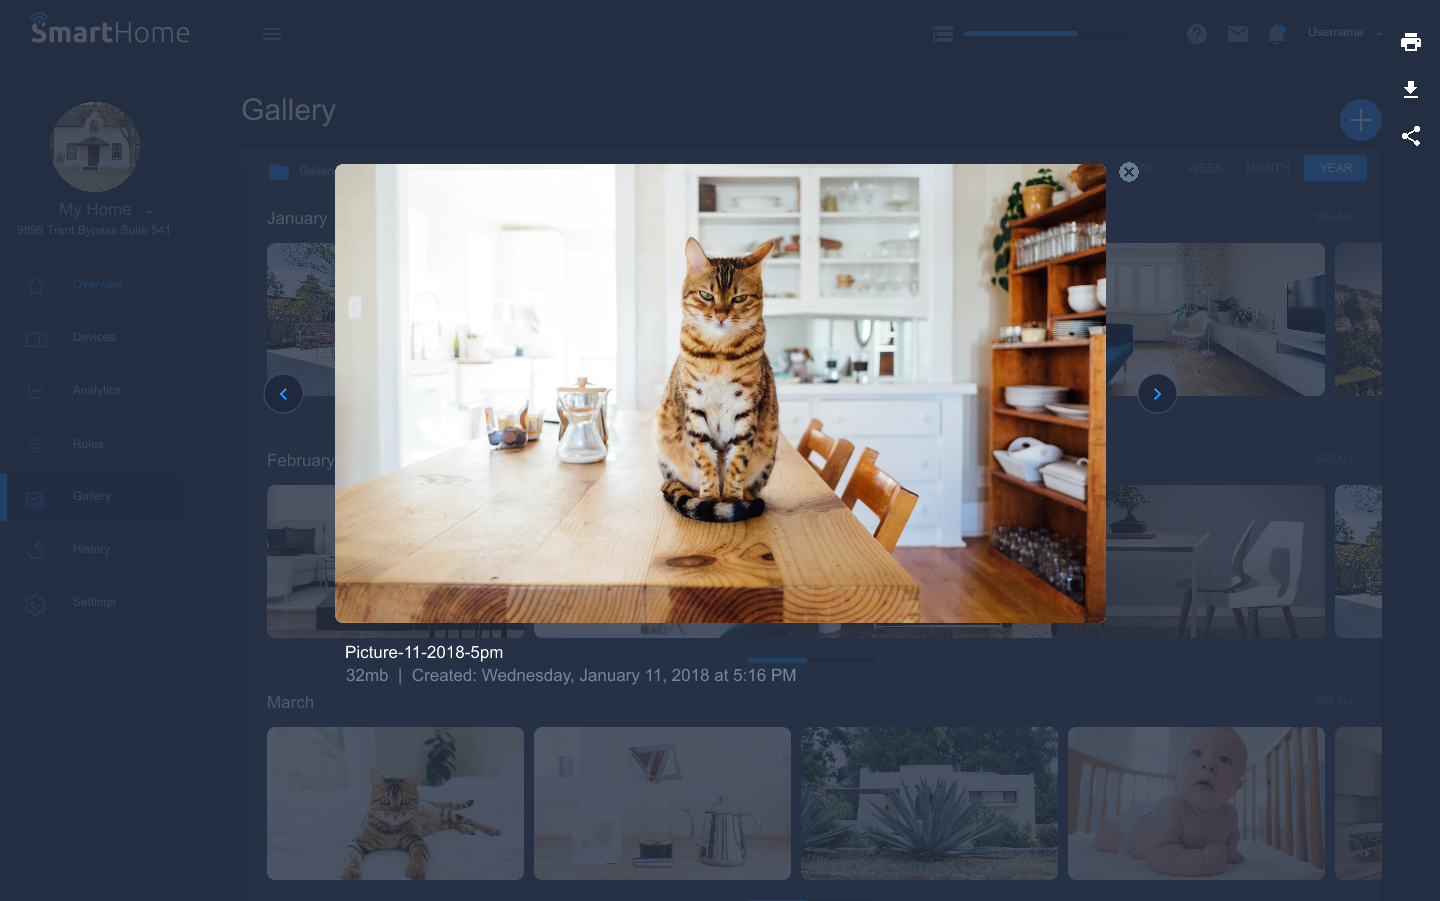 SmartHome
Username
Gallery
My Home
9898 Trent Bypass Suite 541
Overview
Devices
Analytics
Rules
Gallery
History
Settings
Gallery
WEEK
MONTH
YEAR
January
SEE ALL
February
SEE ALL
Picture-11-2018-5pm
32mb | Created: Wednesday, January 11, 2018 at 5:16 PM
March
SEE ALL